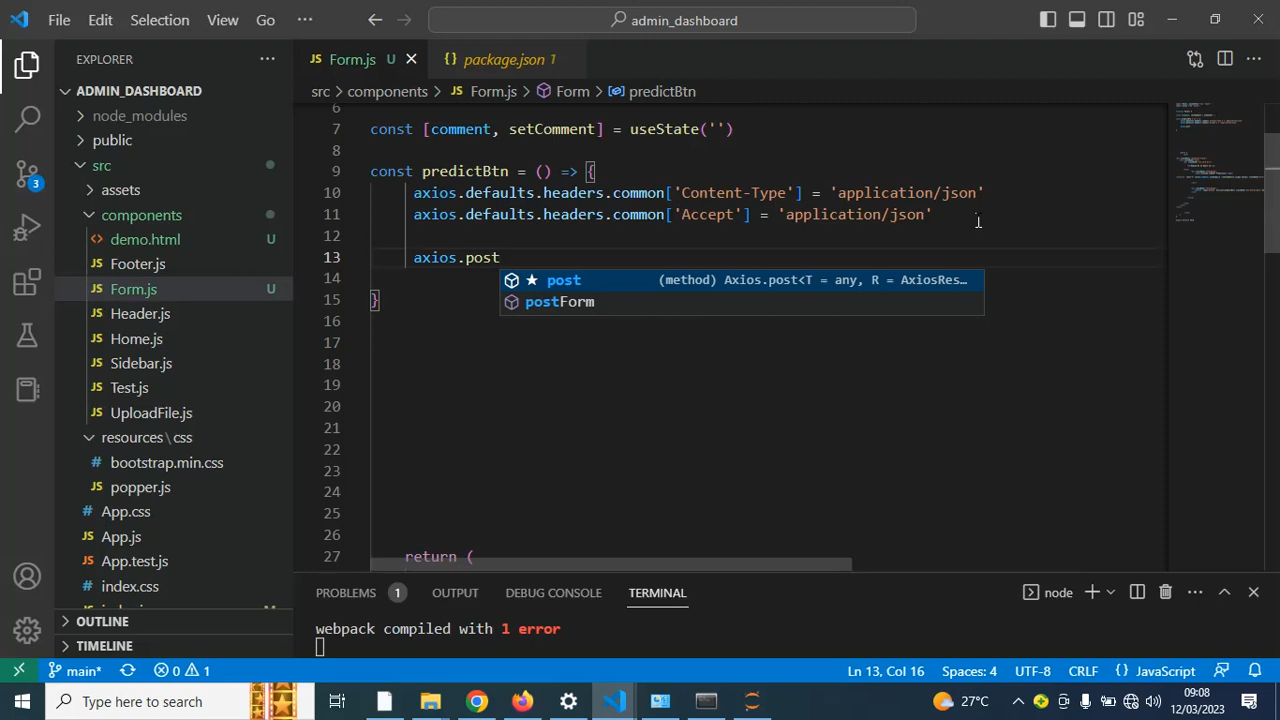 File Edit Selection View Go ··· admin_dashboard
EXPLORER ···
ADMIN_DASHBOARD
node_modules
public
src
assets
components
demo.html U
Footer.js
Form.js U
Header.js
Home.js
Sidebar.js
Test.js
UploadFile.js
resources\css
bootstrap.min.css
popper.js
App.css
App.js
App.test.js
index.css
OUTLINE
TIMELINE
3
JS Form.js U {} package.json 1
src > components > JS Form.js > Form > predictBtn
6
7 const [comment, setComment] = useState('')
8
9 const predictBtn = () => {
10 axios.defaults.headers.common['Content-Type'] = 'application/json'
11 axios.defaults.headers.common['Accept'] = 'application/json'
12
13 axios.post
post (method) Axios.post<T = any, R = AxiosRes…
14
postForm
15 }
16
17
18
19
20
21
22
23
24
25
26
27 return (
PROBLEMS 1 OUTPUT DEBUG CONSOLE TERMINAL node
webpack compiled with 1 error
main* 0 1 Ln 13, Col 16 Spaces: 4 UTF-8 CRLF {} JavaScript
Type here to search 27°C 09:08
12/03/2023